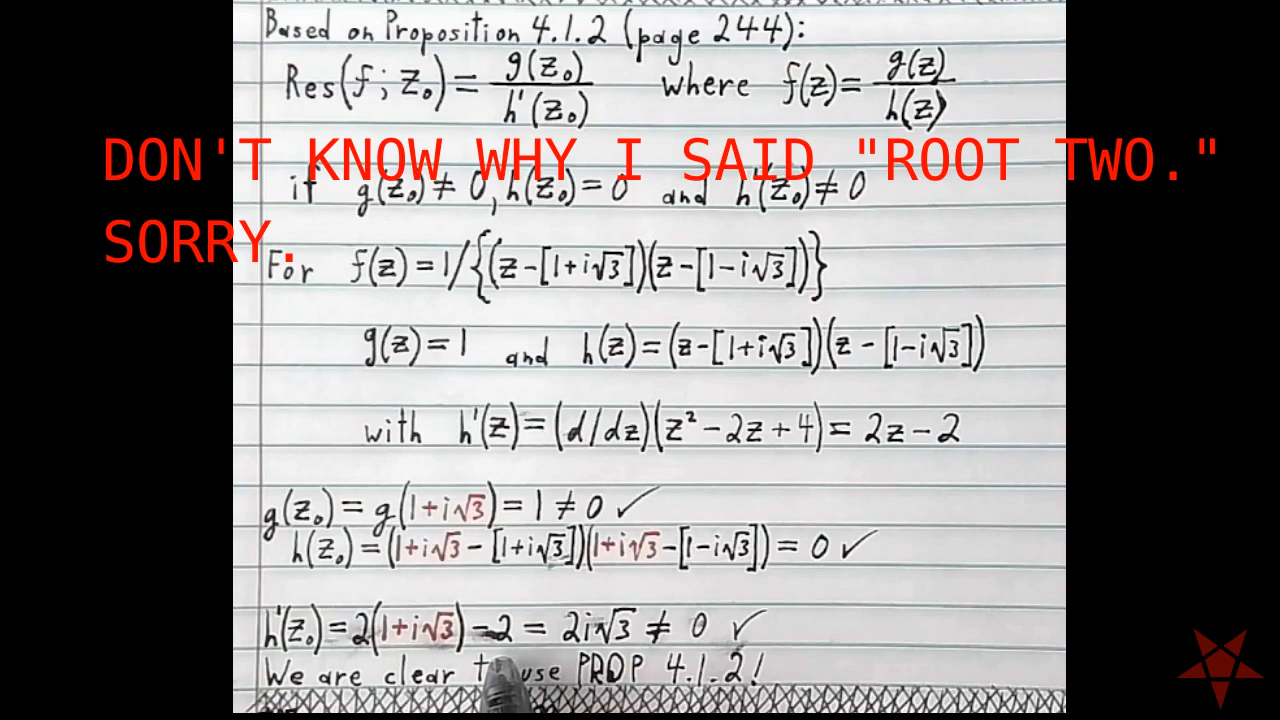 Based on Proposition 4.1.2 (page 244):
Res(f; z₀) = g(z₀)/h'(z₀) where f(z) = g(z)/h(z)
DON'T KNOW WHY I SAID "ROOT TWO."
if g(z₀) ≠ 0, h(z₀) = 0 and h'(z₀) ≠ 0
SORRY.
For f(z) = 1/{(z-[1+i√3])(z-[1-i√3])}
g(z) = 1 and h(z) = (z-[1+i√3])(z-[1-i√3])
with h'(z) = (d/dz)(z²-2z+4) = 2z-2
g(z₀) = g(1+i√3) = 1 ≠ 0 ✓
h(z₀) = (1+i√3-[1+i√3])(1+i√3-[1-i√3]) = 0 ✓
h'(z₀) = 2(1+i√3)-2 = 2i√3 ≠ 0 ✓
We are clear to use PROP 4.1.2!